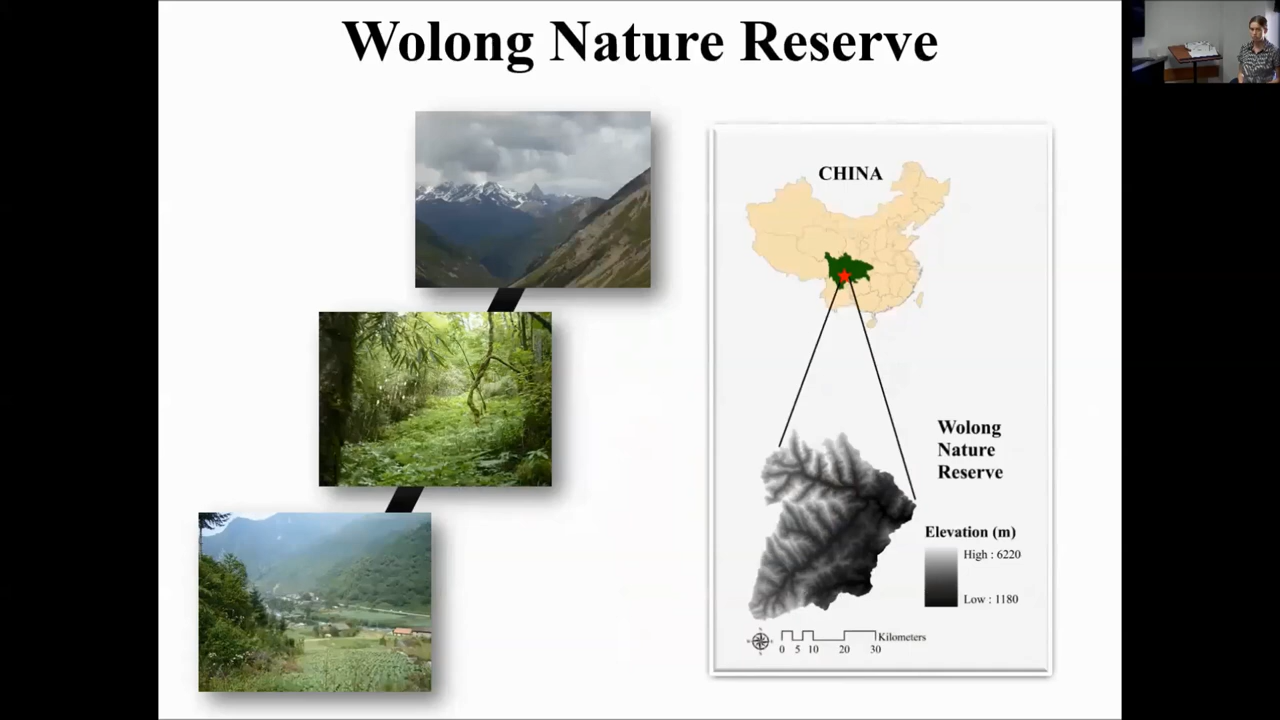 Wolong Nature Reserve
CHINA
Wolong
Nature
Reserve
Elevation (m)
High : 6220
Low : 1180
Kilometers
0 5 10 20 30